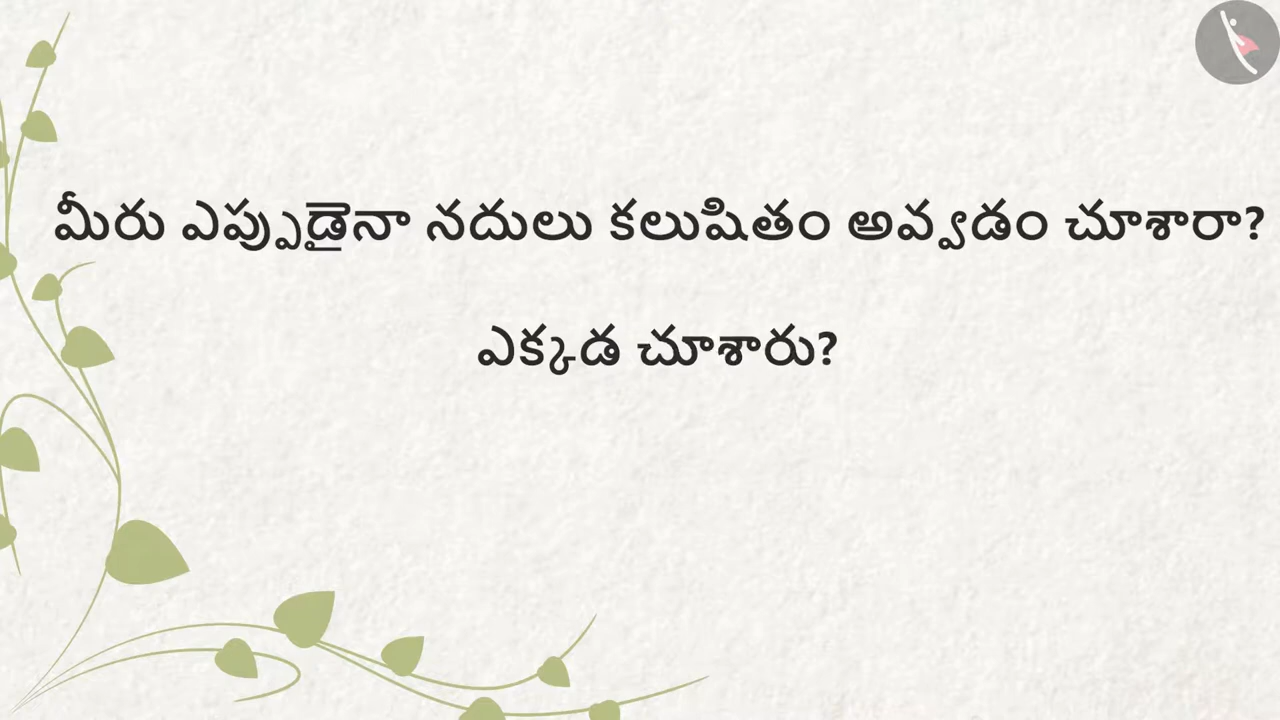 మీరు ఎప్పుడైనా నదులు కలుషితం అవ్వడం చూశారా?
ఎక్కడ చూశారు?